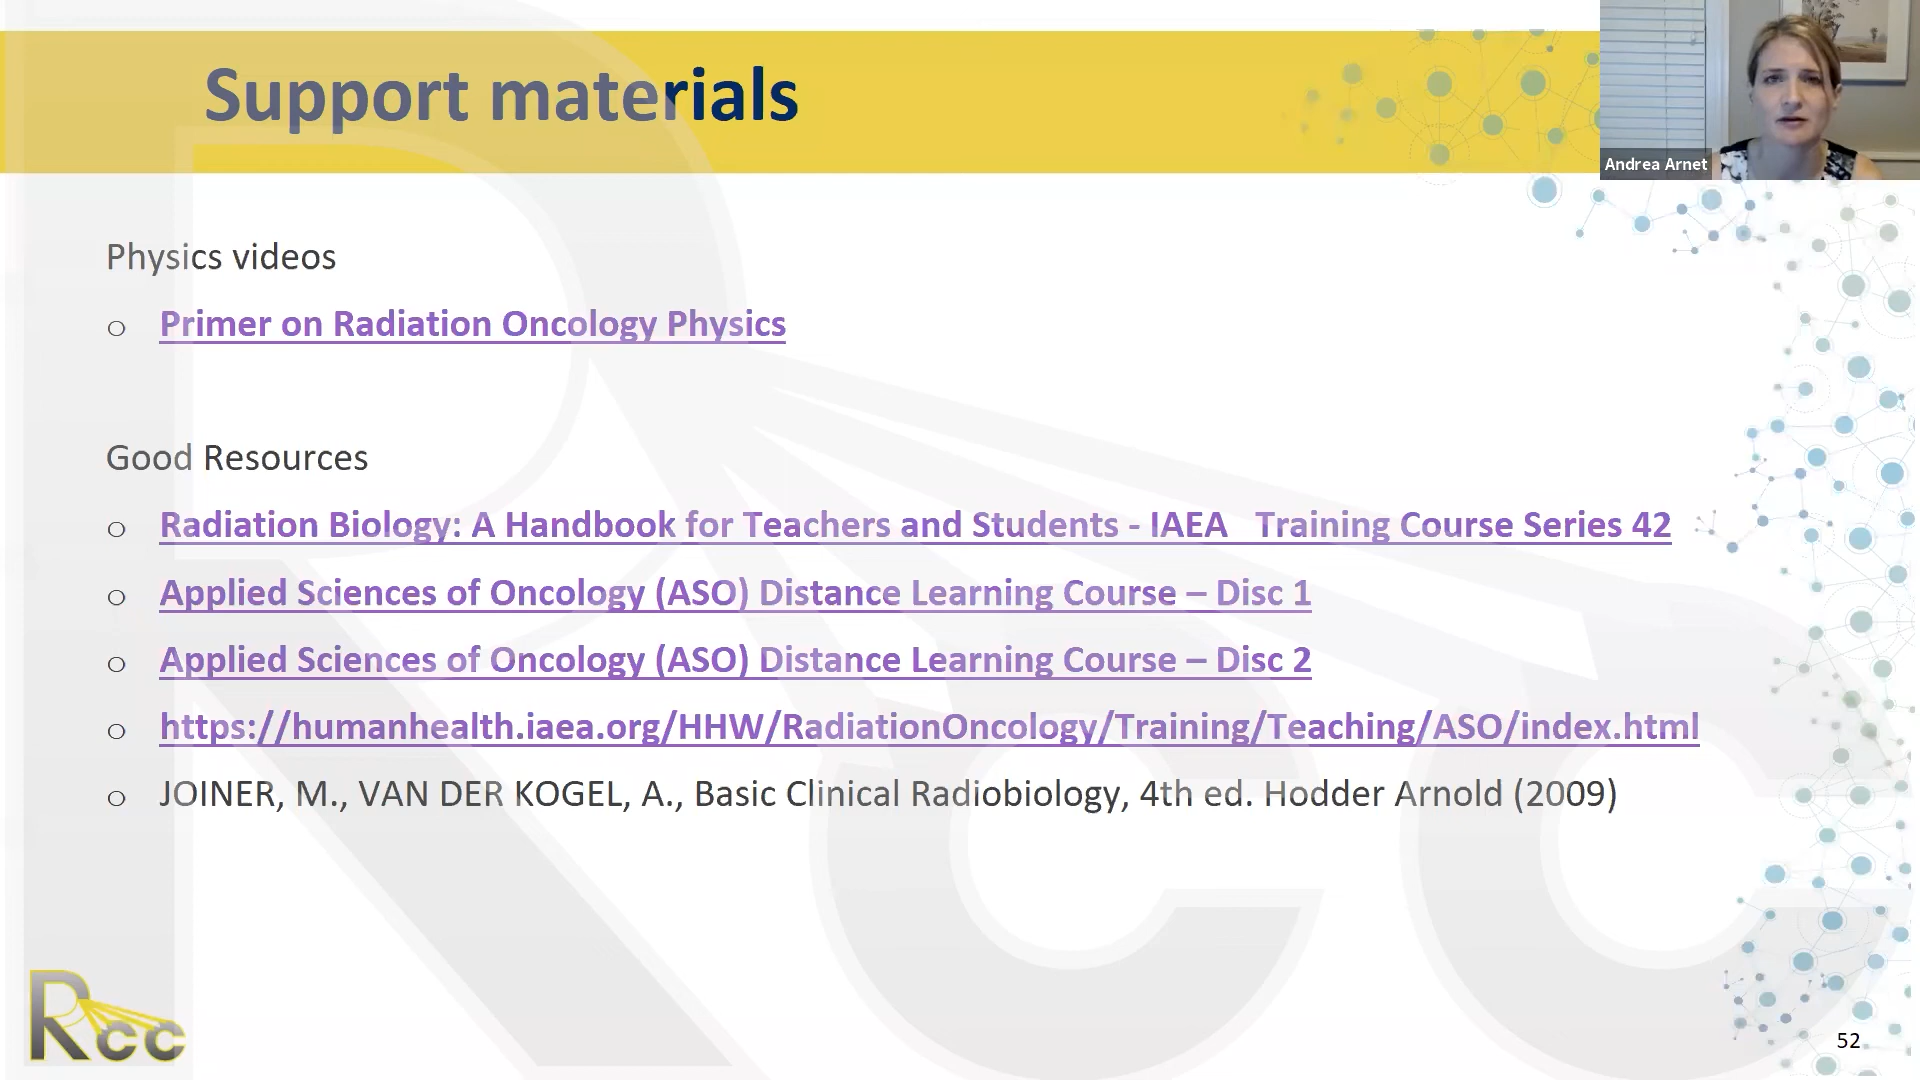 Support materials
Andrea Arnet
Physics videos
o Primer on Radiation Oncology Physics
Good Resources
o Radiation Biology: A Handbook for Teachers and Students - IAEA Training Course Series 42
o Applied Sciences of Oncology (ASO) Distance Learning Course – Disc 1
o Applied Sciences of Oncology (ASO) Distance Learning Course – Disc 2
o https://humanhealth.iaea.org/HHW/RadiationOncology/Training/Teaching/ASO/index.html
o JOINER, M., VAN DER KOGEL, A., Basic Clinical Radiobiology, 4th ed. Hodder Arnold (2009)
Rcc
52